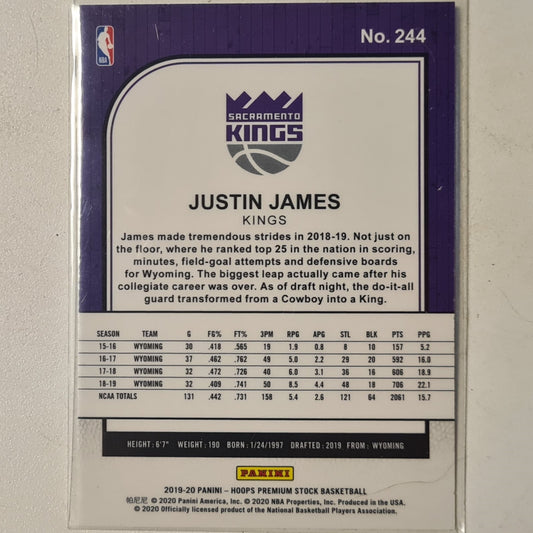 No. 244
NBA
SACRAMENTO
KINGS
JUSTIN JAMES
KINGS
James made tremendous strides in 2018-19. Not just on
the floor, where he ranked top 25 in the nation in scoring,
minutes, field-goal attempts and defensive boards
for Wyoming. The biggest leap actually came after his
collegiate career was over. As of draft night, the do-it-all
guard transformed from a Cowboy into a King.
SEASON TEAM G FG% FT% 3PM RPG APG STL BLK PTS PPG
15-16 WYOMING 30 .418 .565 19 1.9 0.8 8 10 157 5.2
16-17 WYOMING 37 .462 .762 49 5.0 2.2 29 20 592 16.0
17-18 WYOMING 32 .472 .726 40 6.0 3.1 36 16 606 18.9
18-19 WYOMING 32 .409 .741 50 8.5 4.4 48 18 706 22.1
NCAA TOTALS 131 .442 .731 158 5.4 2.6 121 64 2061 15.7
HEIGHT: 6'7" WEIGHT: 190 BORN: 1/24/1997 DRAFTED: 2019 FROM: WYOMING
PANINI
2019-20 PANINI – HOOPS PREMIUM STOCK BASKETBALL
帕尼尼 © 2020 Panini America, Inc. © 2020 NBA Properties, Inc. Produced in the USA.
© 2020 Officially licensed product of the National Basketball Players Association.